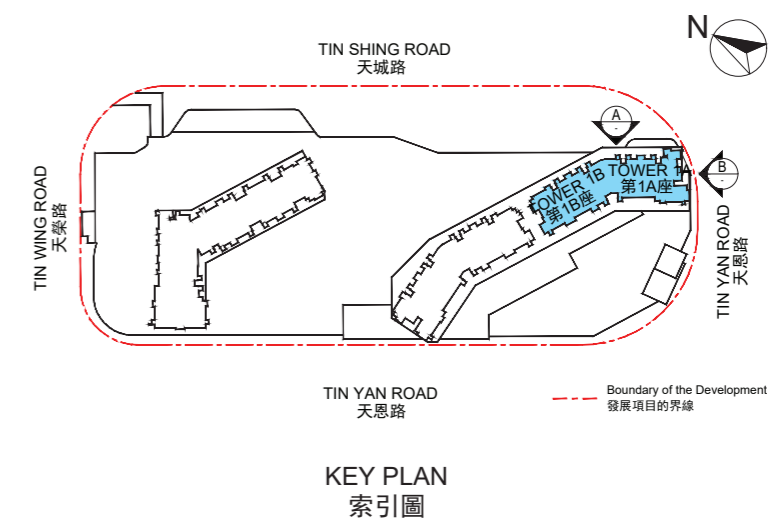 N
TIN SHING ROAD
天城路
A
-
B
-
TOWER 1B
第1B座
TOWER 1A
第1A座
TIN WING ROAD
天榮路
TIN YAN ROAD
天恩路
TIN YAN ROAD
天恩路
Boundary of the Development
發展項目的界線
KEY PLAN
索引圖